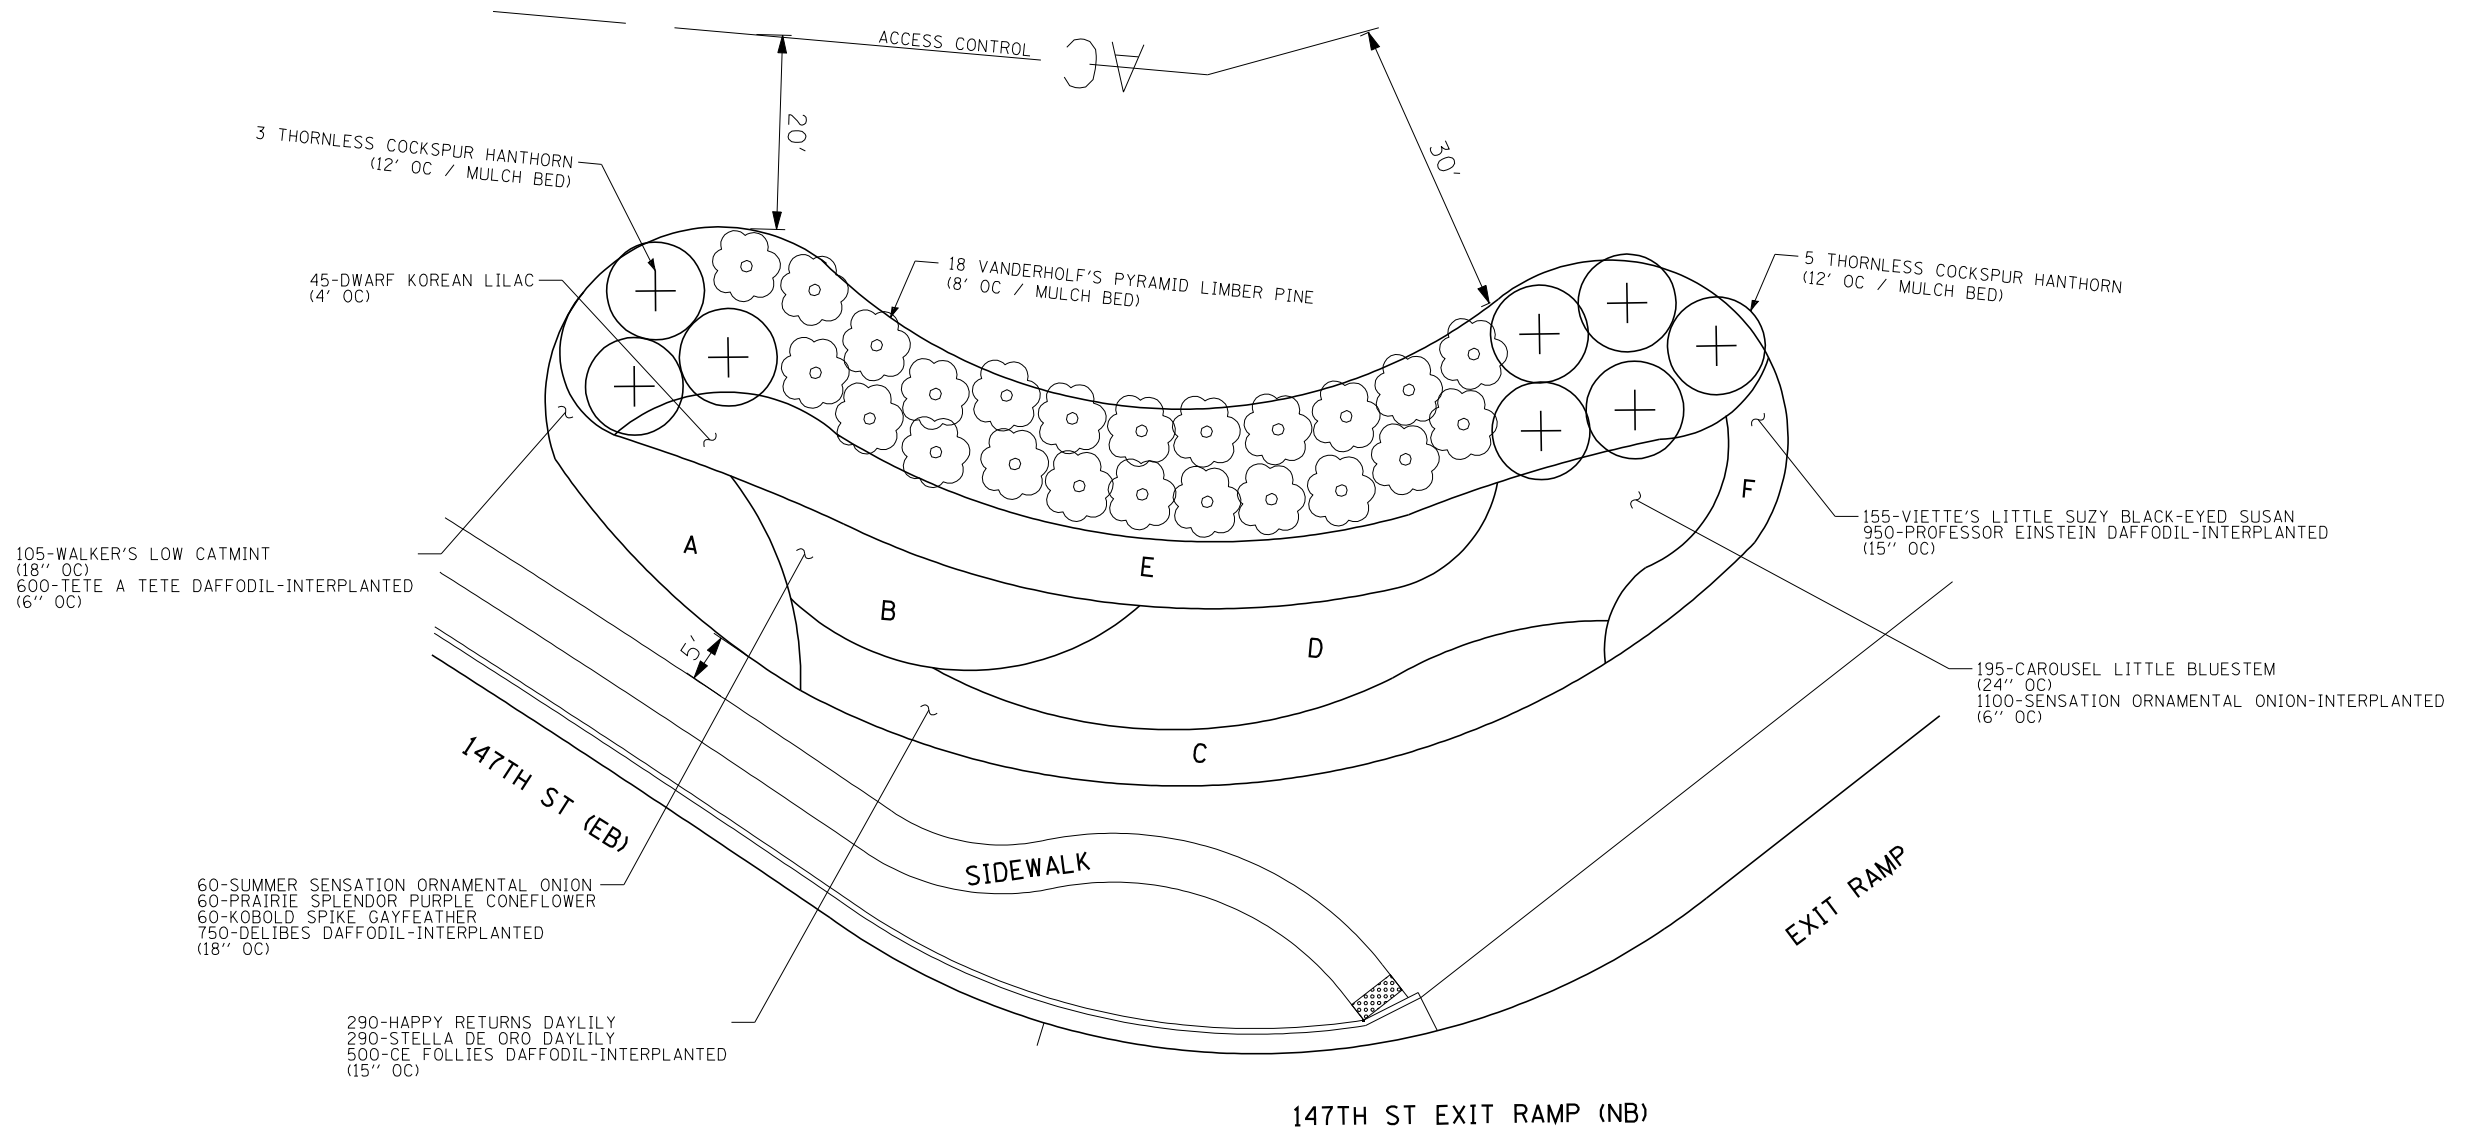 ACCESS CONTROL
AC
20'
30'
3 THORNLESS COCKSPUR HANTHORN
(12' OC / MULCH BED)
45-DWARF KOREAN LILAC
(4' OC)
18 VANDERHOLF'S PYRAMID LIMBER PINE
(8' OC / MULCH BED)
5 THORNLESS COCKSPUR HANTHORN
(12' OC / MULCH BED)
F
155-VIETTE'S LITTLE SUZY BLACK-EYED SUSAN
950-PROFESSOR EINSTEIN DAFFODIL-INTERPLANTED
(15" OC)
105-WALKER'S LOW CATMINT
(18" OC)
600-TETE A TETE DAFFODIL-INTERPLANTED
(6" OC)
A
E
B
D
5'
195-CAROUSEL LITTLE BLUESTEM
(24" OC)
1100-SENSATION ORNAMENTAL ONION-INTERPLANTED
(6" OC)
C
147TH ST (EB)
SIDEWALK
EXIT RAMP
60-SUMMER SENSATION ORNAMENTAL ONION
60-PRAIRIE SPLENDOR PURPLE CONEFLOWER
60-KOBOLD SPIKE GAYFEATHER
750-DELIBES DAFFODIL-INTERPLANTED
(18" OC)
290-HAPPY RETURNS DAYLILY
290-STELLA DE ORO DAYLILY
500-CE FOLLIES DAFFODIL-INTERPLANTED
(15" OC)
147TH ST EXIT RAMP (NB)